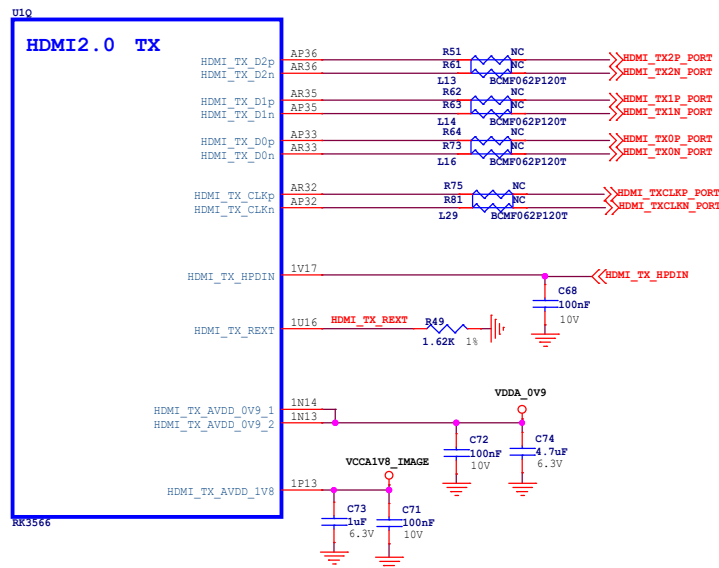 U1Q
HDMI2.0 TX
HDMI_TX_D2p AP36 R51 NC HDMI_TX2P_PORT
HDMI_TX_D2n AR36 R61 HDMI_TX2N_PORT
L13 BCMF062P120T
HDMI_TX_D1p AR35 R62 NC HDMI_TX1P_PORT
HDMI_TX_D1n AP35 R63 HDMI_TX1N_PORT
L14 BCMF062P120T
HDMI_TX_D0p AP33 R64 NC HDMI_TX0P_PORT
HDMI_TX_D0n AR33 R73 HDMI_TX0N_PORT
L16 BCMF062P120T
HDMI_TX_CLKp AR32 R75 NC HDMI_TXCLKP_PORT
HDMI_TX_CLKn AP32 R81 HDMI_TXCLKN_PORT
L29 BCMF062P120T
HDMI_TX_HPDIN 1V17 HDMI_TX_HPDIN
C68
100nF
10V
HDMI_TX_REXT 1U16 HDMI_TX_REXT R49
1.62K 1%
VDDA_0V9
HDMI_TX_AVDD_0V9_1 1N14
HDMI_TX_AVDD_0V9_2 1N13
C72
100nF
10V
C74
4.7uF
6.3V
VCCA1V8_IMAGE
HDMI_TX_AVDD_1V8 1P13
C73
1uF
6.3V
C71
100nF
10V
RK3566